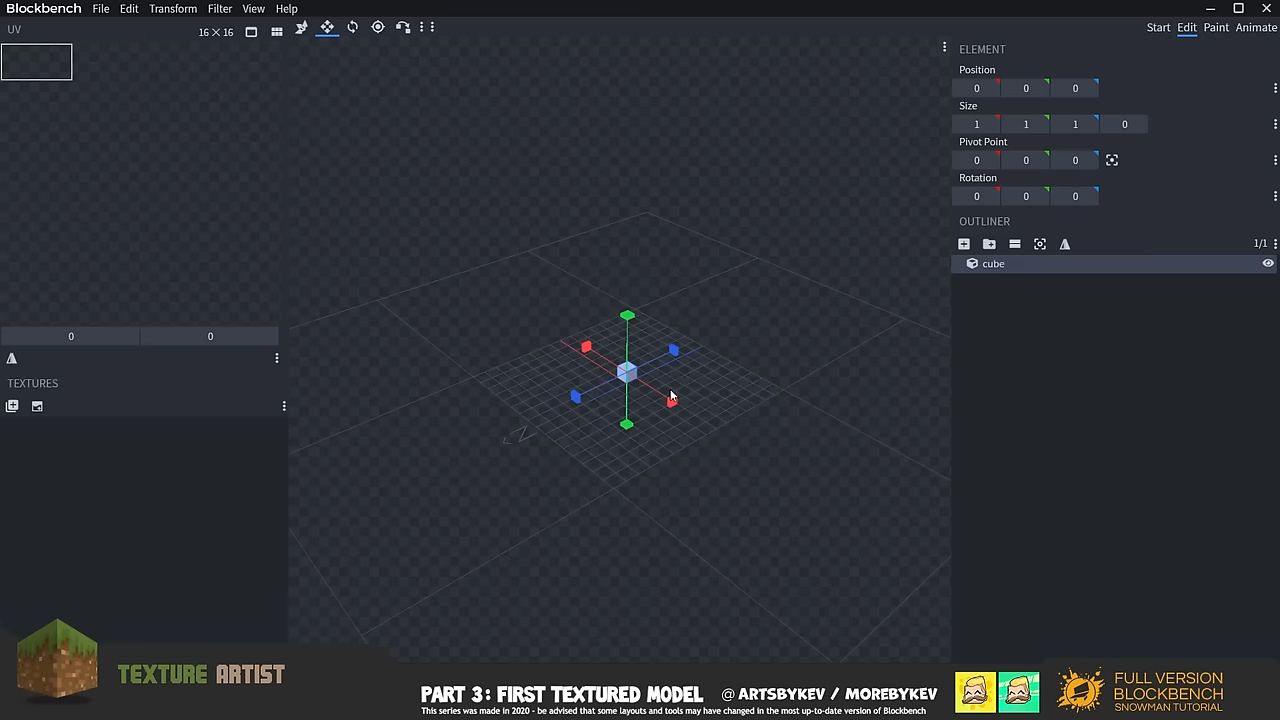 Blockbench File Edit Transform Filter View Help
UV
16 × 16
Start Edit Paint Animate
ELEMENT
Position
0 0 0
Size
1 1 1 0
Pivot Point
0 0 0
Rotation
0 0 0
OUTLINER
1/1
cube
0 0
TEXTURES
N
TEXTURE ARTIST
PART 3: FIRST TEXTURED MODEL
@ARTSBYKEV / MOREBYKEV
This series was made in 2020 - be advised that some layouts and tools may have changed in the most up-to-date version of Blockbench
FULL VERSION
BLOCKBENCH
SNOWMAN TUTORIAL